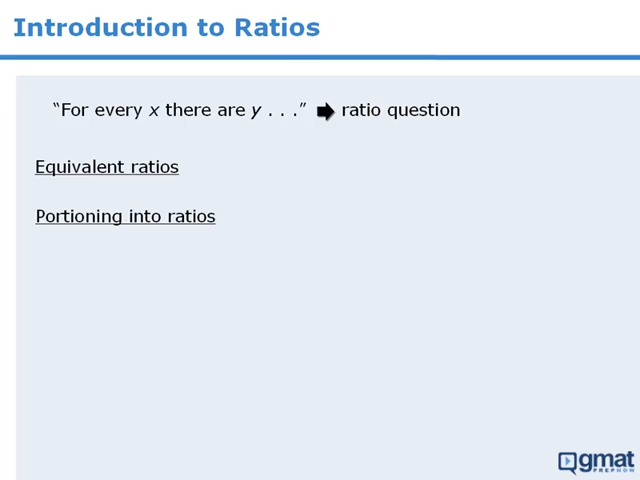 Introduction to Ratios
“For every x there are y . . .” ratio question
Equivalent ratios
Portioning into ratios
gmat
PREPNOW